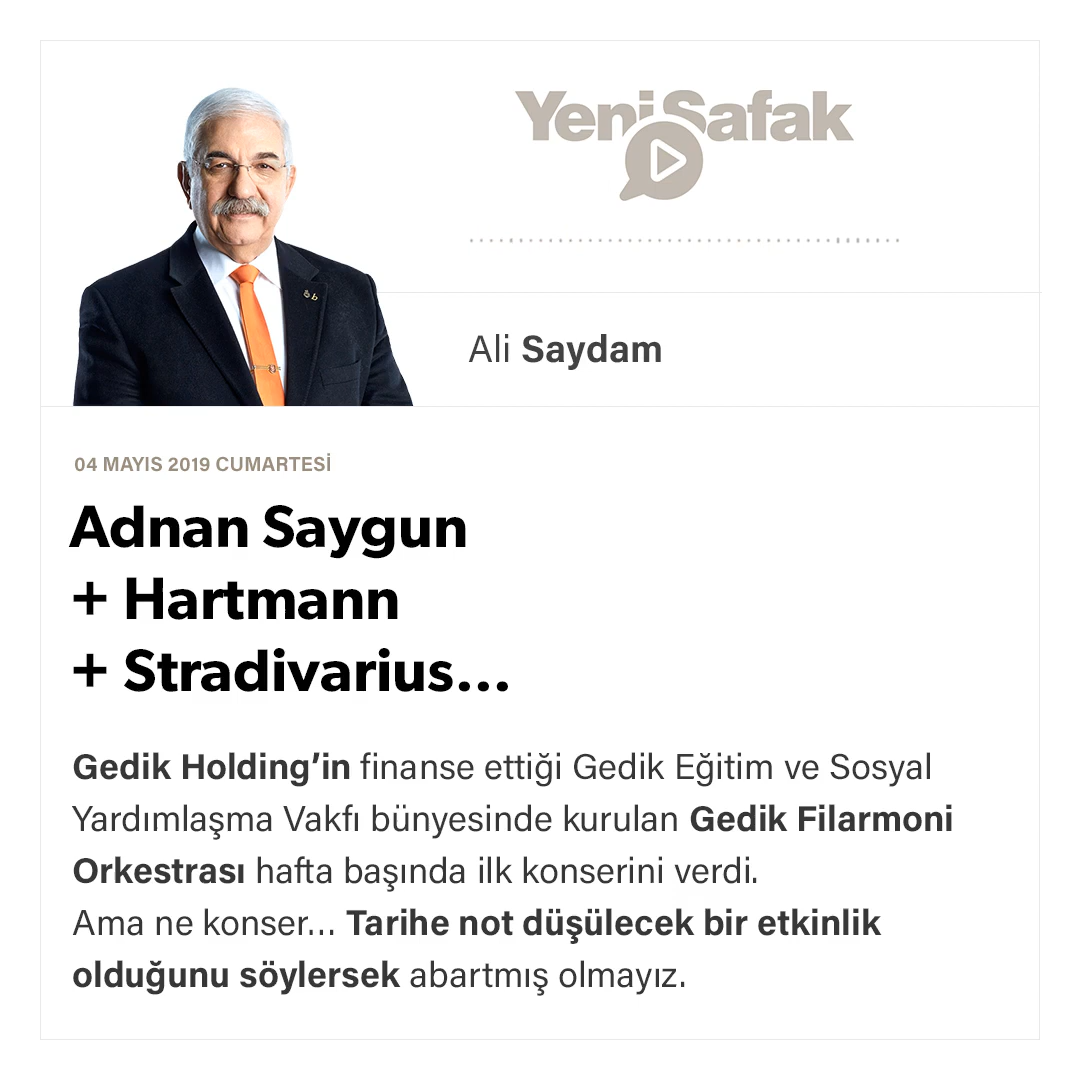 YeniSafak
Ali Saydam
04 MAYIS 2019 CUMARTESİ
Adnan Saygun
+ Hartmann
+ Stradivarius...
Gedik Holding’in finanse ettiği Gedik Eğitim ve Sosyal
Yardımlaşma Vakfı bünyesinde kurulan Gedik Filarmoni
Orkestrası hafta başında ilk konserini verdi.
Ama ne konser... Tarihe not düşülecek bir etkinlik
olduğunu söylersek abartmış olmayız.